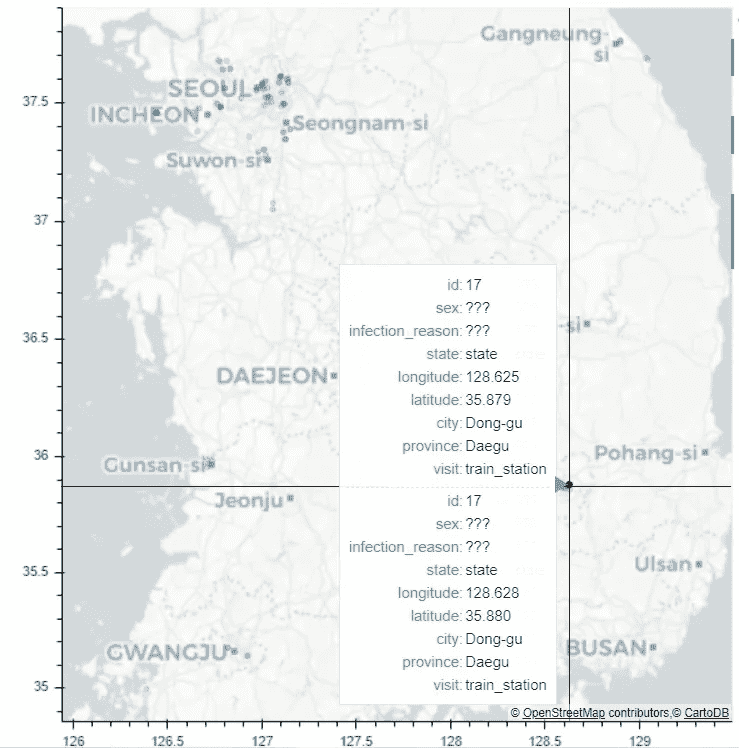 Gangneung-
si
37.5
SEOUL
INCHEON
Seongnam-si
Suwon-si
37
id: 17
sex: ???
infection_reason: ???
state: state
longitude: 128.625
latitude: 35.879
city: Dong-gu
province: Daegu
visit: train_station
36.5
-si
DAEJEON
36
Gunsan-si
Pohang-si
Jeonju
id: 17
sex: ???
infection_reason: ???
state: state
longitude: 128.628
latitude: 35.880
city: Dong-gu
province: Daegu
visit: train_station
35.5
Ulsan
GWANGJU
BUSAN
35
© OpenStreetMap contributors,© CartoDB
126 126.5 127 127.5 128 128.5 129